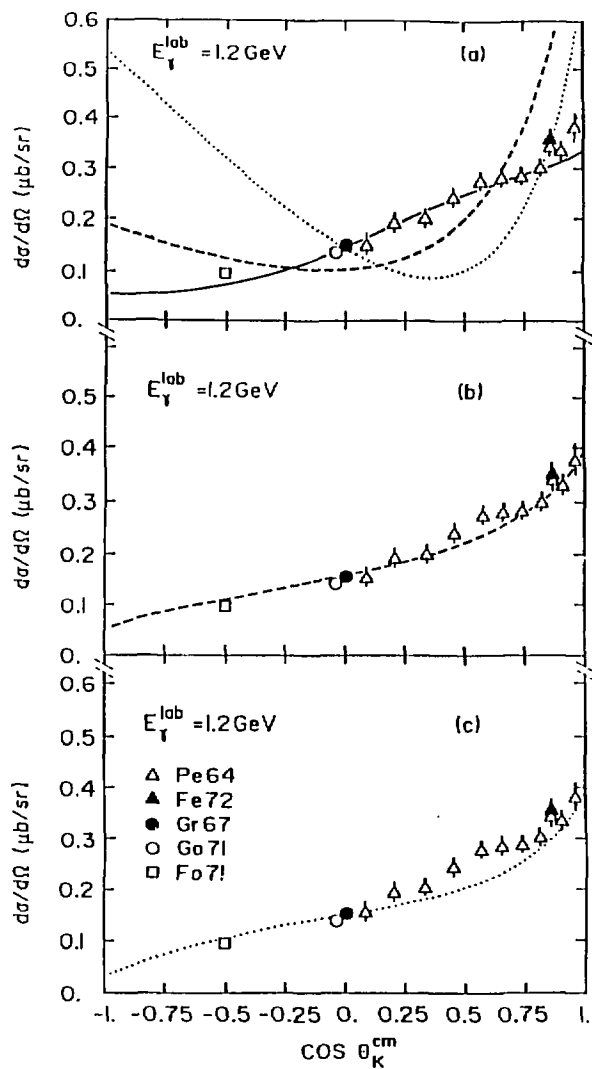 0.6
E_γ^lab =1.2 GeV
(a)
0.5
0.4
0.3
0.2
0.1
0.
dσ/dΩ (μb/sr)
E_γ^lab =1.2 GeV
(b)
0.5
0.4
0.3
0.2
0.1
0.
dσ/dΩ (μb/sr)
0.6
E_γ^lab =1.2 GeV
(c)
0.5
△ Pe64
0.4
▲ Fe72
● Gr67
0.3
○ Go71
□ Fo71
0.2
0.1
0.
dσ/dΩ (μb/sr)
-1. -0.75 -0.5 -0.25 0. 0.25 0.5 0.75 1.
COS θ_K^cm